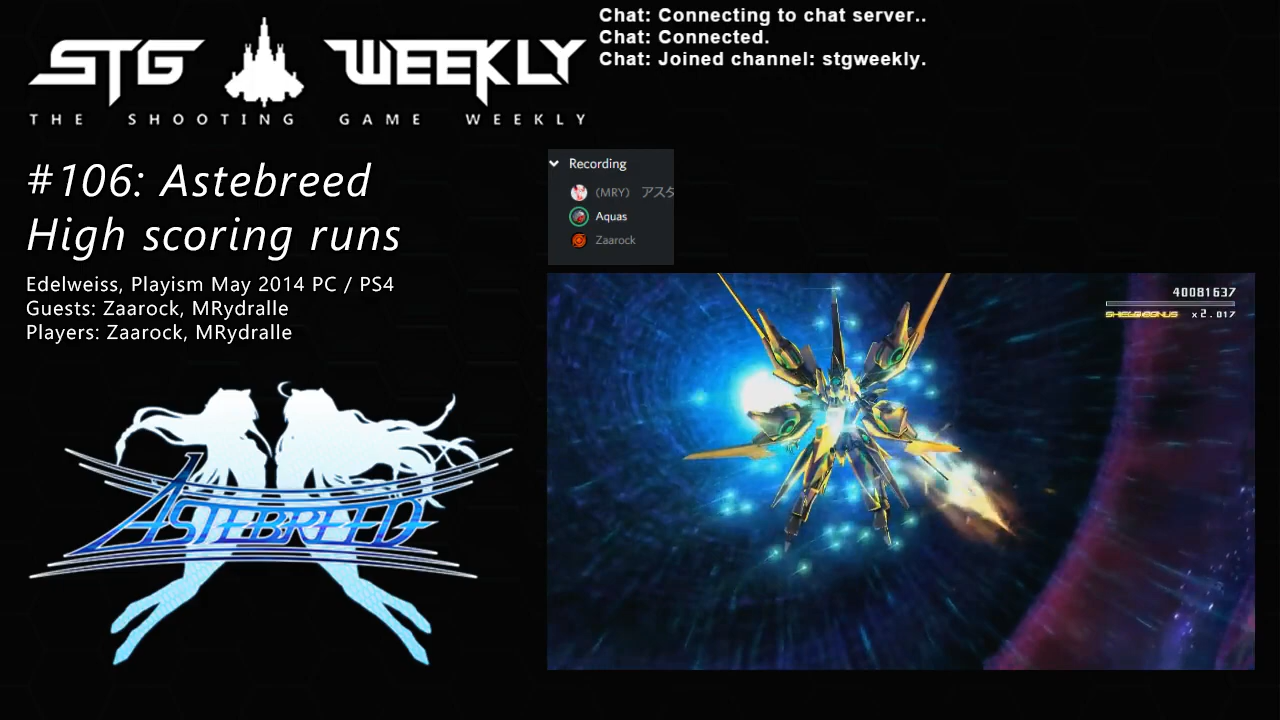 STG WEEKLY
THE SHOOTING GAME WEEKLY
Chat: Connecting to chat server..
Chat: Connected.
Chat: Joined channel: stgweekly.
#106: Astebreed
High scoring runs
Edelweiss, Playism May 2014 PC / PS4
Guests: Zaarock, MRydralle
Players: Zaarock, MRydralle
Recording
(MRY) アスタ
Aquas
Zaarock
40081637
SHIELD BONUS x2.017
ASTEBREED